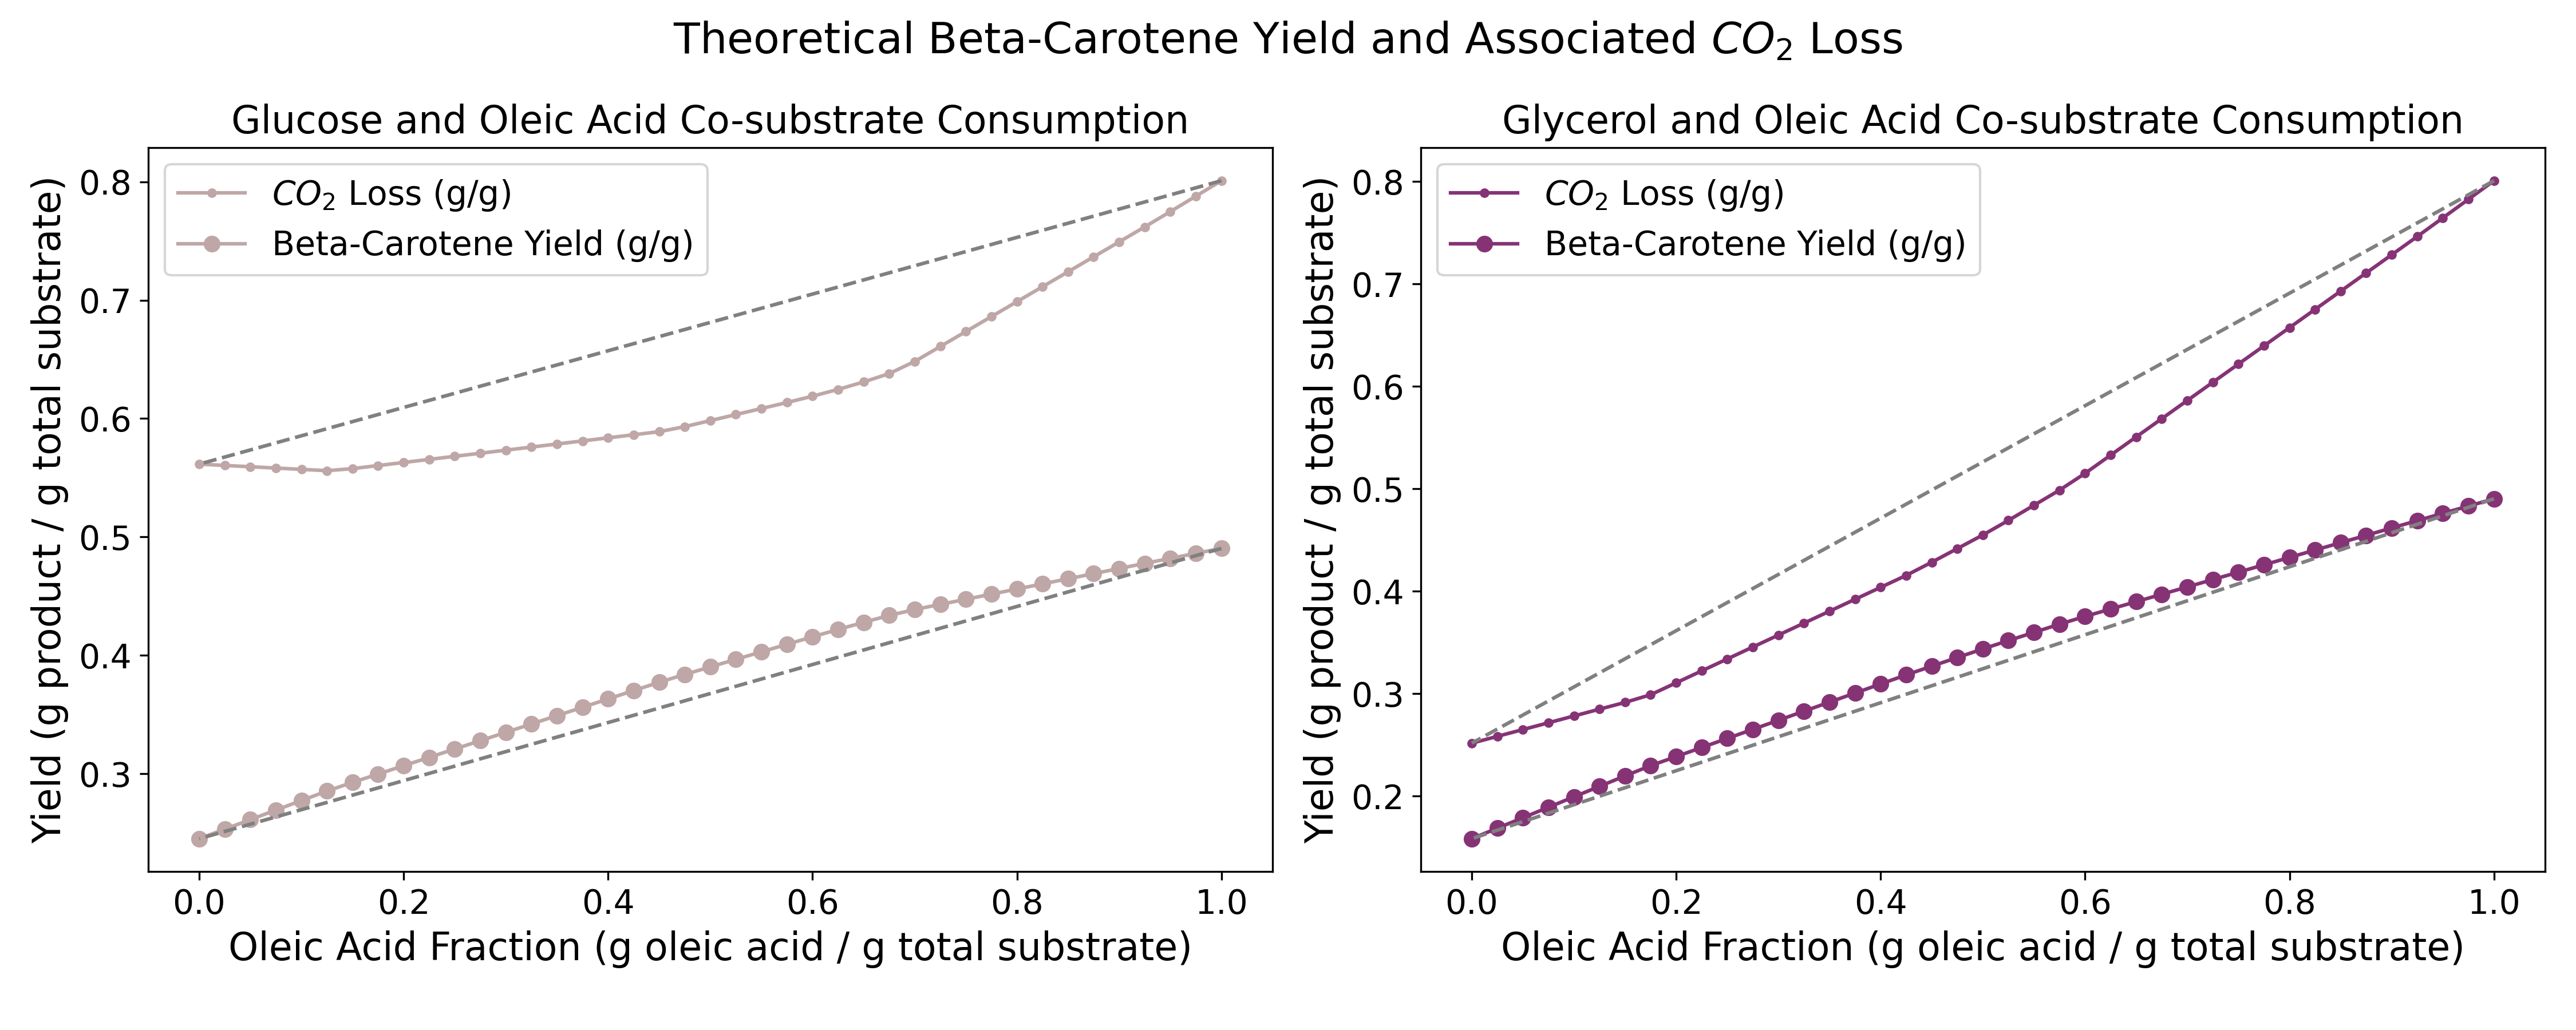 Theoretical Beta-Carotene Yield and Associated CO₂ Loss
Glucose and Oleic Acid Co-substrate Consumption
CO₂ Loss (g/g)
Beta-Carotene Yield (g/g)
Yield (g product / g total substrate)
0.8
0.7
0.6
0.5
0.4
0.3
0.0 0.2 0.4 0.6 0.8 1.0
Oleic Acid Fraction (g oleic acid / g total substrate)
Glycerol and Oleic Acid Co-substrate Consumption
CO₂ Loss (g/g)
Beta-Carotene Yield (g/g)
Yield (g product / g total substrate)
0.8
0.7
0.6
0.5
0.4
0.3
0.2
0.0 0.2 0.4 0.6 0.8 1.0
Oleic Acid Fraction (g oleic acid / g total substrate)